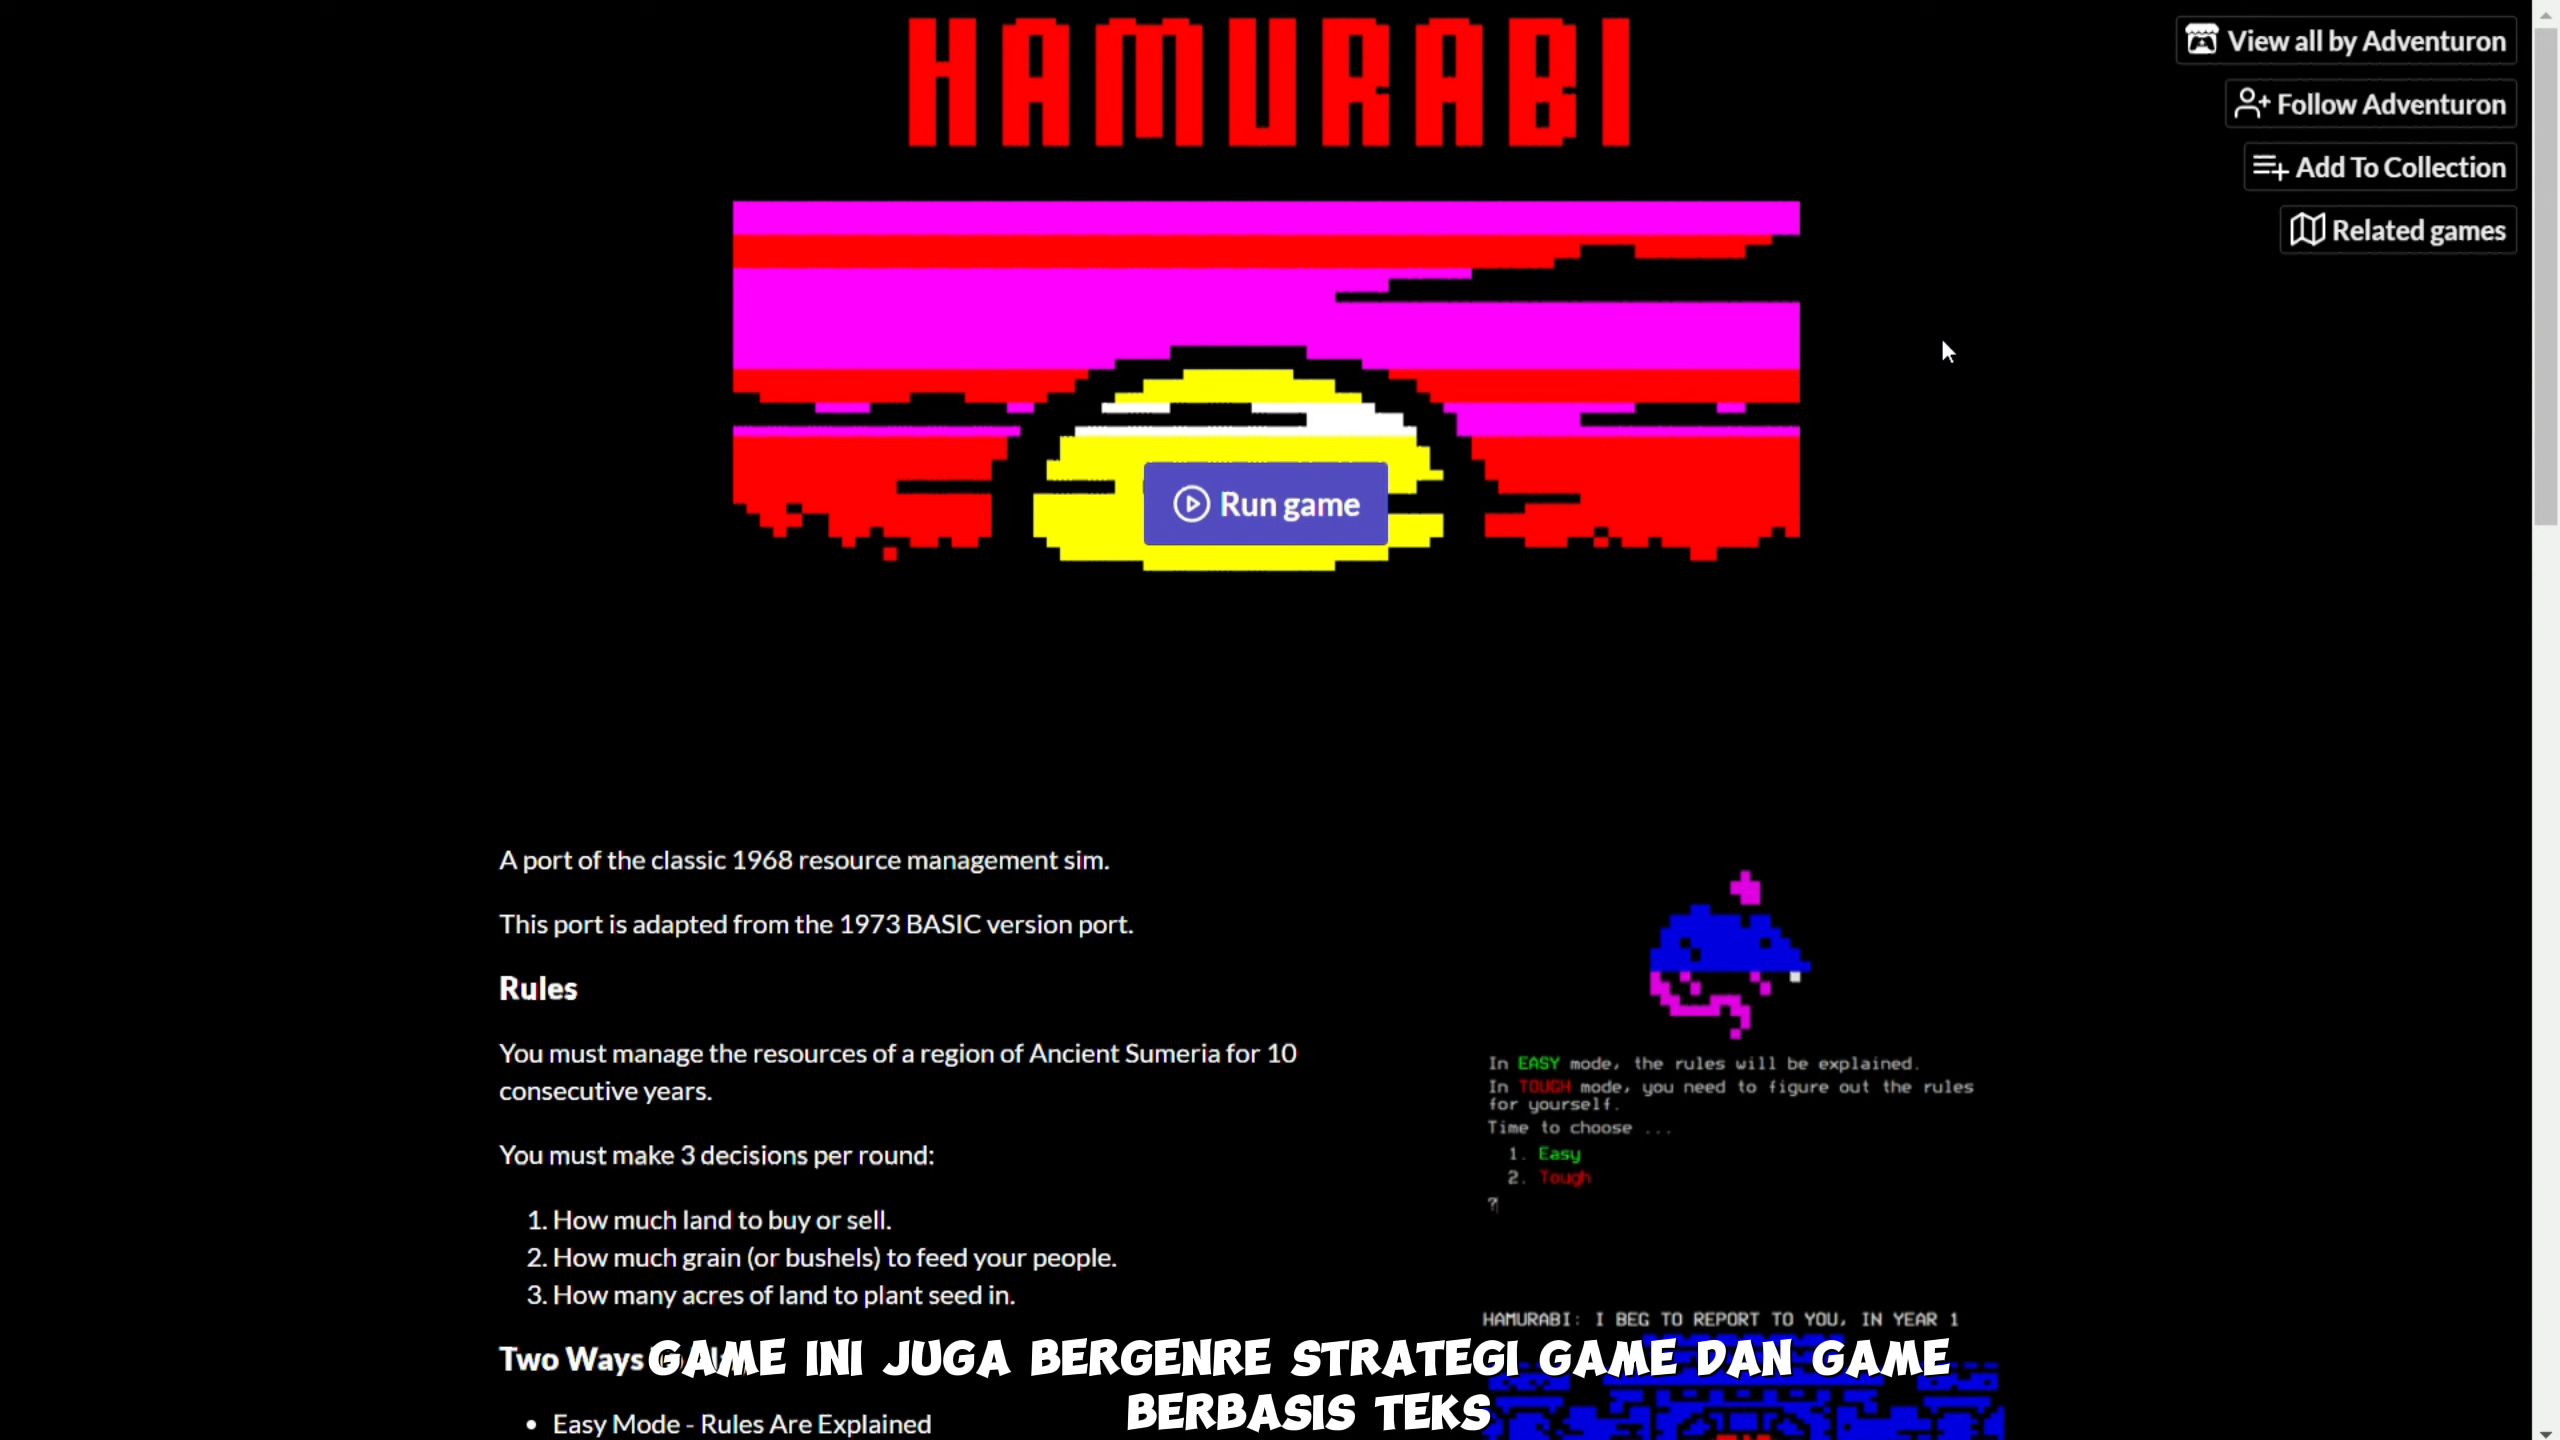 HAMURABI
View all by Adventuron
Follow Adventuron
Add To Collection
Related games
Run game
A port of the classic 1968 resource management sim.
This port is adapted from the 1973 BASIC version port.
Rules
You must manage the resources of a region of Ancient Sumeria for 10
consecutive years.
You must make 3 decisions per round:
1. How much land to buy or sell.
2. How much grain (or bushels) to feed your people.
3. How many acres of land to plant seed in.
Two Ways
• Easy Mode - Rules Are Explained
In EASY mode, the rules will be explained.
In TOUGH mode, you need to figure out the rules
for yourself.
Time to choose ...
1. Easy
2. Tough
?
HAMURABI: I BEG TO REPORT TO YOU, IN YEAR 1
GAME INI JUGA BERGENRE STRATEGI GAME DAN GAME
BERBASIS TEKS